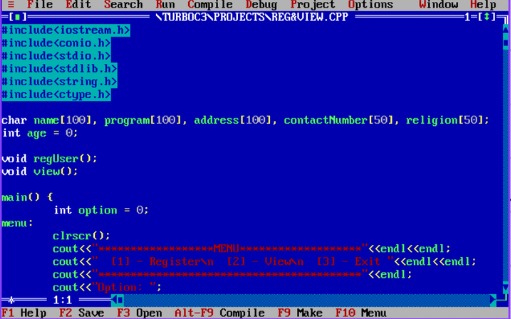 ≡ File Edit Search Run Compile Debug Project Options Window Help
[■] \TURBOC3\PROJECTS\REG&VIEW.CPP 1=[↕]
#include<iostream.h>
#include<conio.h>
#include<stdio.h>
#include<stdlib.h>
#include<string.h>
#include<ctype.h>
char name[100], program[100], address[100], contactNumber[50], religion[50];
int age = 0;
void regUser();
void view();
main() {
int option = 0;
menu:
clrscr();
cout<<"******************MENU*******************"<<endl<<endl;
cout<<"  [1] - Register\n  [2] - View\n  [3] - Exit "<<endl<<endl;
cout<<"*****************************************"<<endl<<endl;
cout<<"Option: ";
* 1:1
F1 Help F2 Save F3 Open Alt-F9 Compile F9 Make F10 Menu